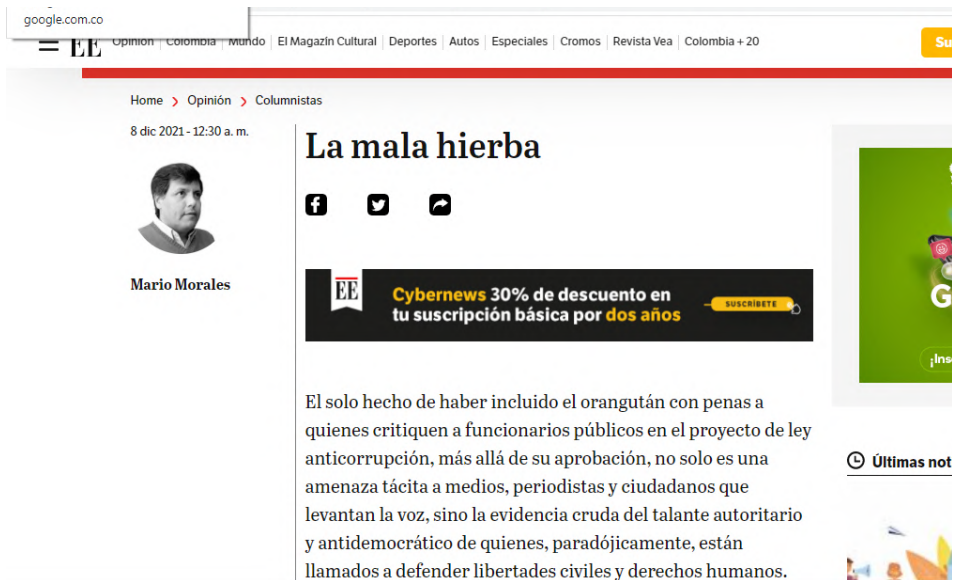 google.com.co
EE
Opinión | Colombia | Mundo | El Magazín Cultural | Deportes | Autos | Especiales | Cromos | Revista Vea | Colombia + 20
Su
Home > Opinión > Columnistas
8 dic 2021 - 12:30 a. m.
La mala hierba
Mario Morales
EE
Cybernews 30% de descuento en
tu suscripción básica por dos años
SUSCRÍBETE
G
¡Ins
El solo hecho de haber incluido el orangután con penas a
quienes critiquen a funcionarios públicos en el proyecto de ley
anticorrupción, más allá de su aprobación, no solo es una
amenaza tácita a medios, periodistas y ciudadanos que
levantan la voz, sino la evidencia cruda del talante autoritario
y antidemocrático de quienes, paradójicamente, están
llamados a defender libertades civiles y derechos humanos.
Últimas not